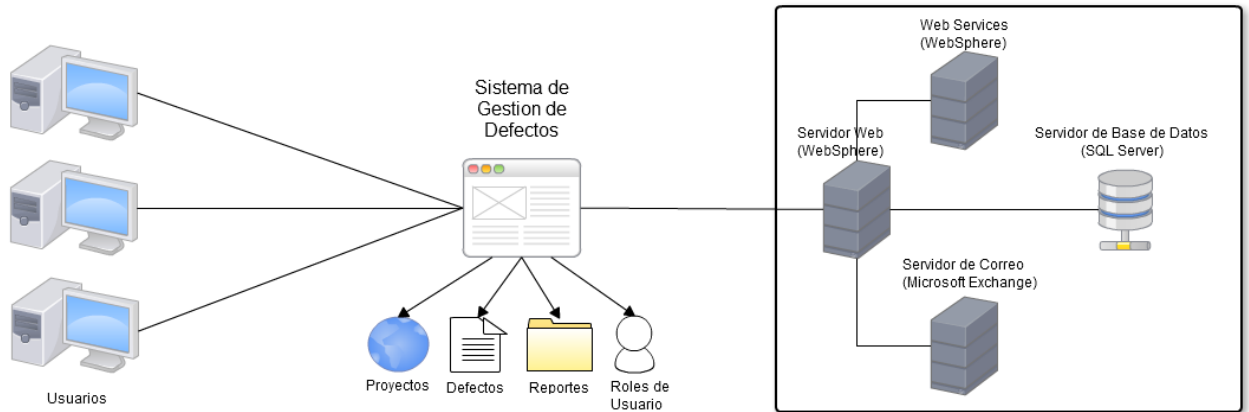 Usuarios
Sistema de
Gestion de
Defectos
Proyectos
Defectos
Reportes
Roles de
Usuario
Web Services
(WebSphere)
Servidor Web
(WebSphere)
Servidor de Base de Datos
(SQL Server)
Servidor de Correo
(Microsoft Exchange)